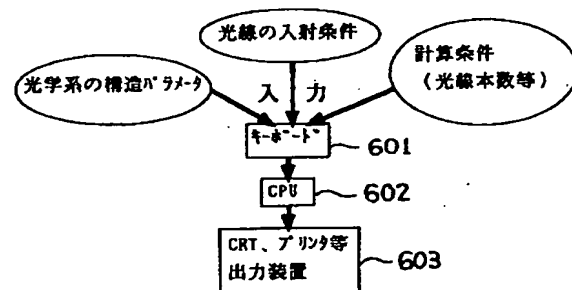 光線の入射条件
光学系の構造パラメータ
計算条件
(光線本数等)
入 力
キーボード
601
CPU
602
CRT、プリンタ等
出力装置
603